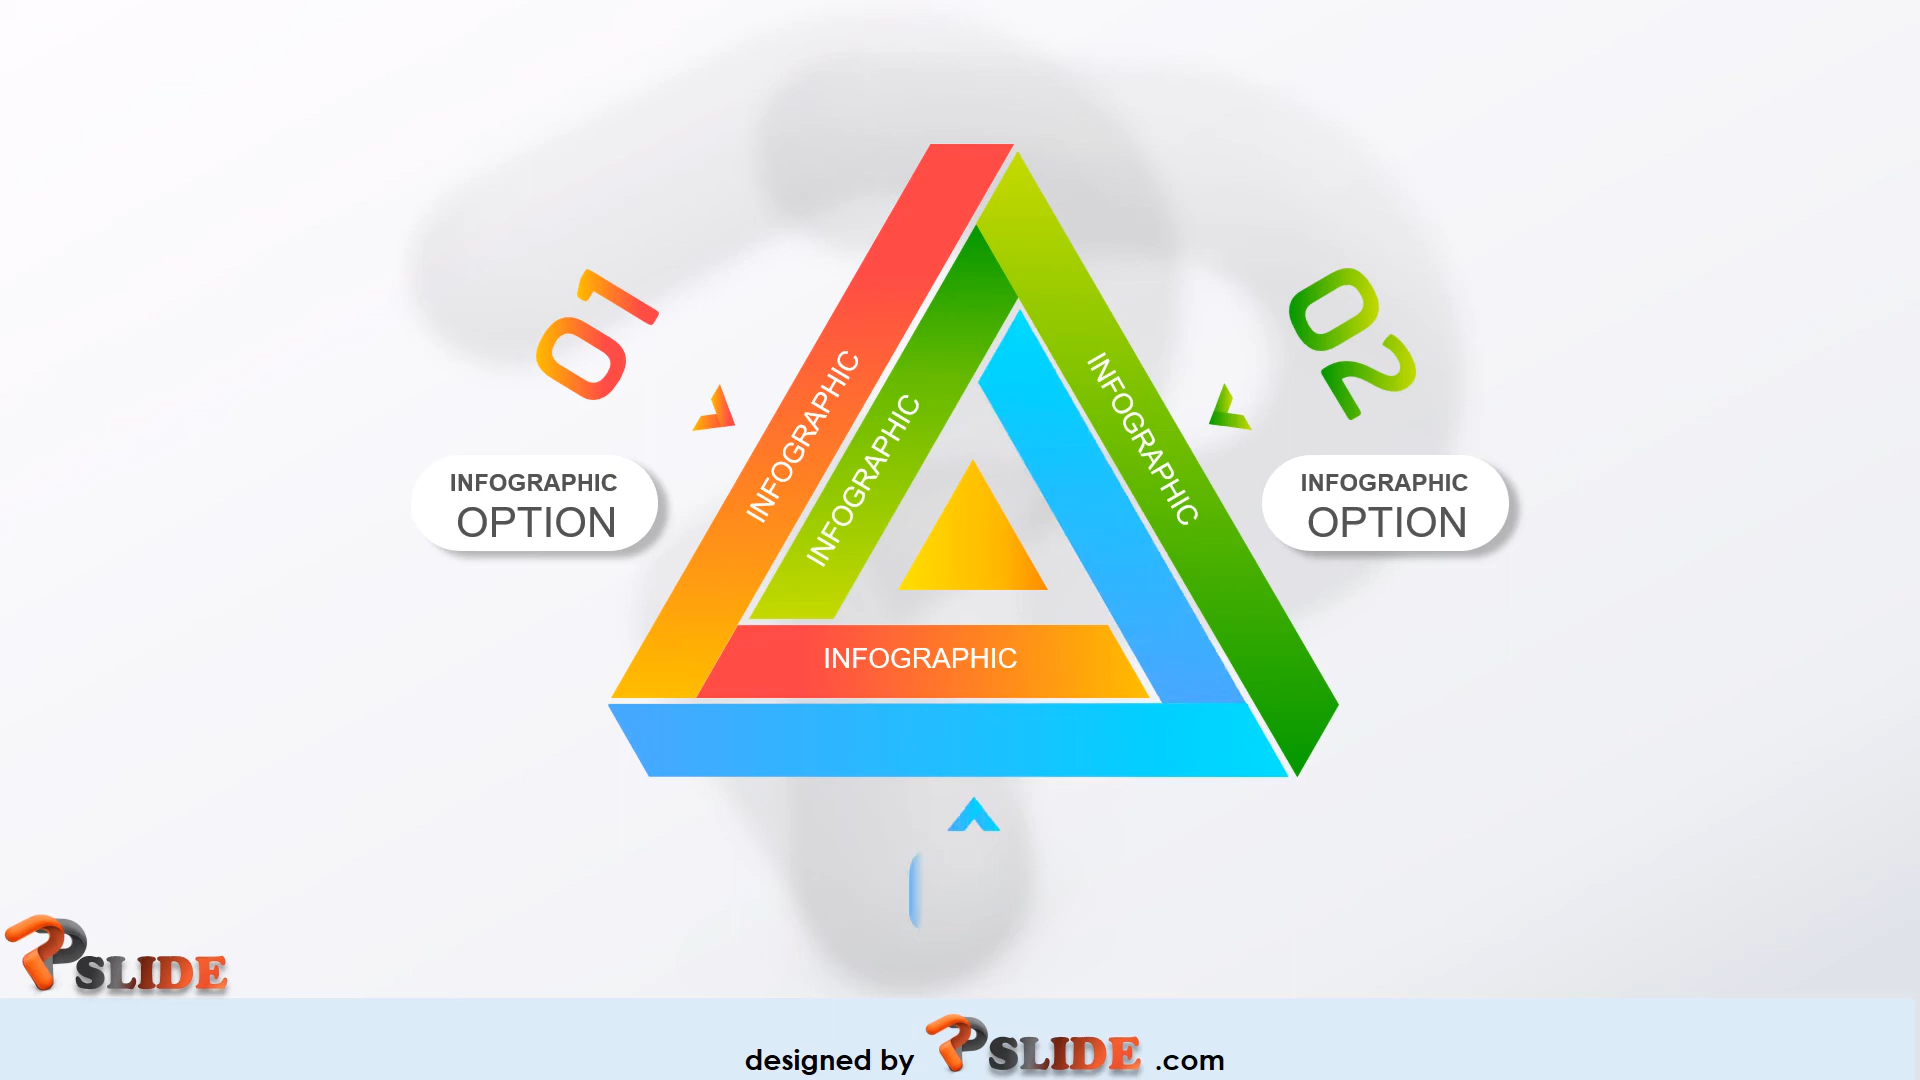 01
02
INFOGRAPHIC
OPTION
INFOGRAPHIC
INFOGRAPHIC
INFOGRAPHIC
INFOGRAPHIC
OPTION
INFOGRAPHIC
PSLIDE
designed by PSLIDE .com